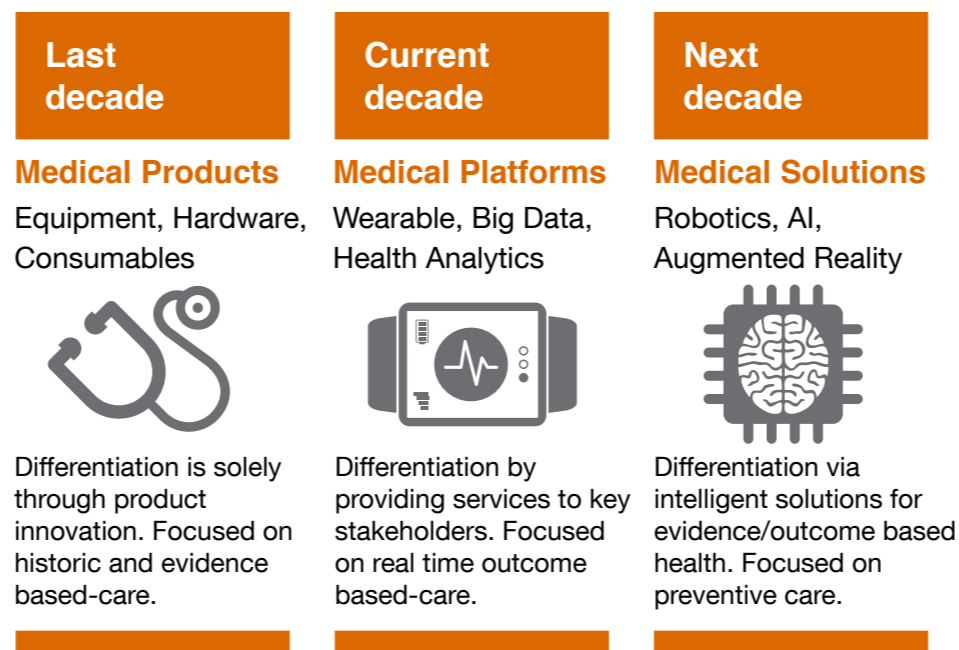 Last
decade
Medical Products
Equipment, Hardware,
Consumables
Differentiation is solely
through product
innovation. Focused on
historic and evidence
based-care.
Current
decade
Medical Platforms
Wearable, Big Data,
Health Analytics
Differentiation by
providing services to key
stakeholders. Focused
on real time outcome
based-care.
Next
decade
Medical Solutions
Robotics, AI,
Augmented Reality
Differentiation via
intelligent solutions for
evidence/outcome based
health. Focused on
preventive care.